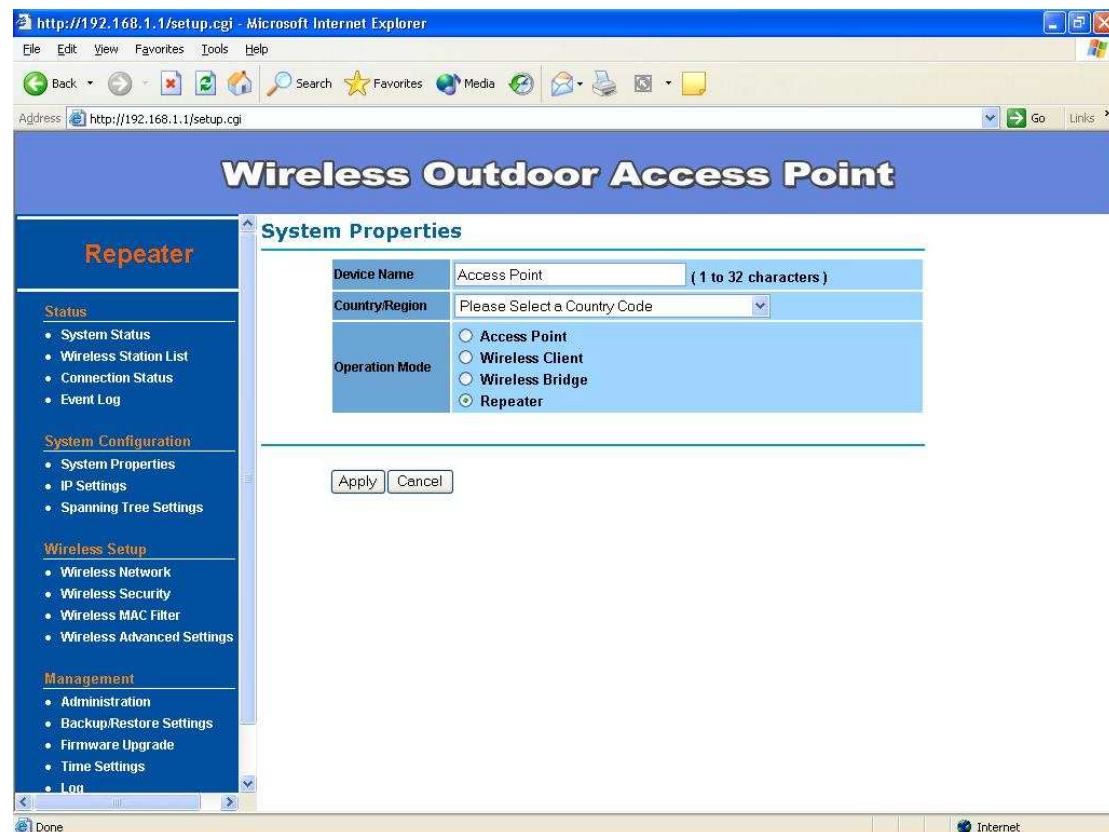 http://192.168.1.1/setup.cgi - Microsoft Internet Explorer
File Edit View Favorites Tools Help
Back Search Favorites Media
Address http://192.168.1.1/setup.cgi Go Links
Wireless Outdoor Access Point
Repeater
Status
System Status
Wireless Station List
Connection Status
Event Log
System Configuration
System Properties
IP Settings
Spanning Tree Settings
Wireless Setup
Wireless Network
Wireless Security
Wireless MAC Filter
Wireless Advanced Settings
Management
Administration
Backup/Restore Settings
Firmware Upgrade
Time Settings
Log
System Properties
Device Name Access Point ( 1 to 32 characters )
Country/Region Please Select a Country Code
Operation Mode
Access Point
Wireless Client
Wireless Bridge
Repeater
Apply Cancel
Done Internet